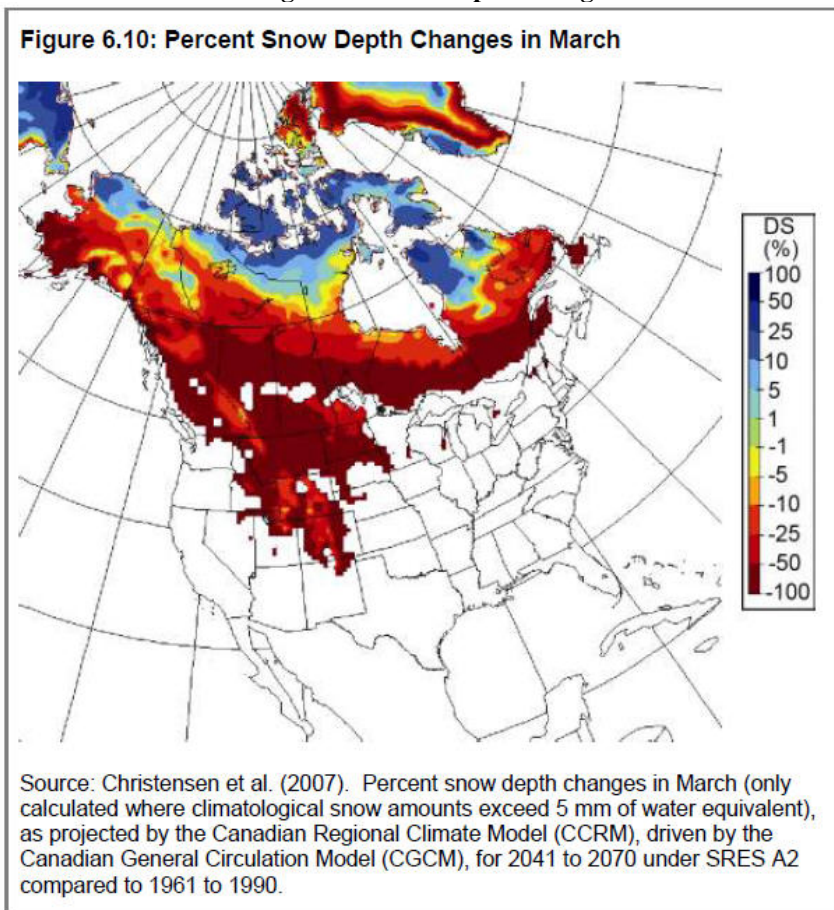 Figure 6.10: Percent Snow Depth Changes in March
DS
(%)
100
50
25
10
5
1
-1
-5
-10
-25
-50
-100
Source: Christensen et al. (2007). Percent snow depth changes in March (only
calculated where climatological snow amounts exceed 5 mm of water equivalent),
as projected by the Canadian Regional Climate Model (CCRM), driven by the
Canadian General Circulation Model (CGCM), for 2041 to 2070 under SRES A2
compared to 1961 to 1990.